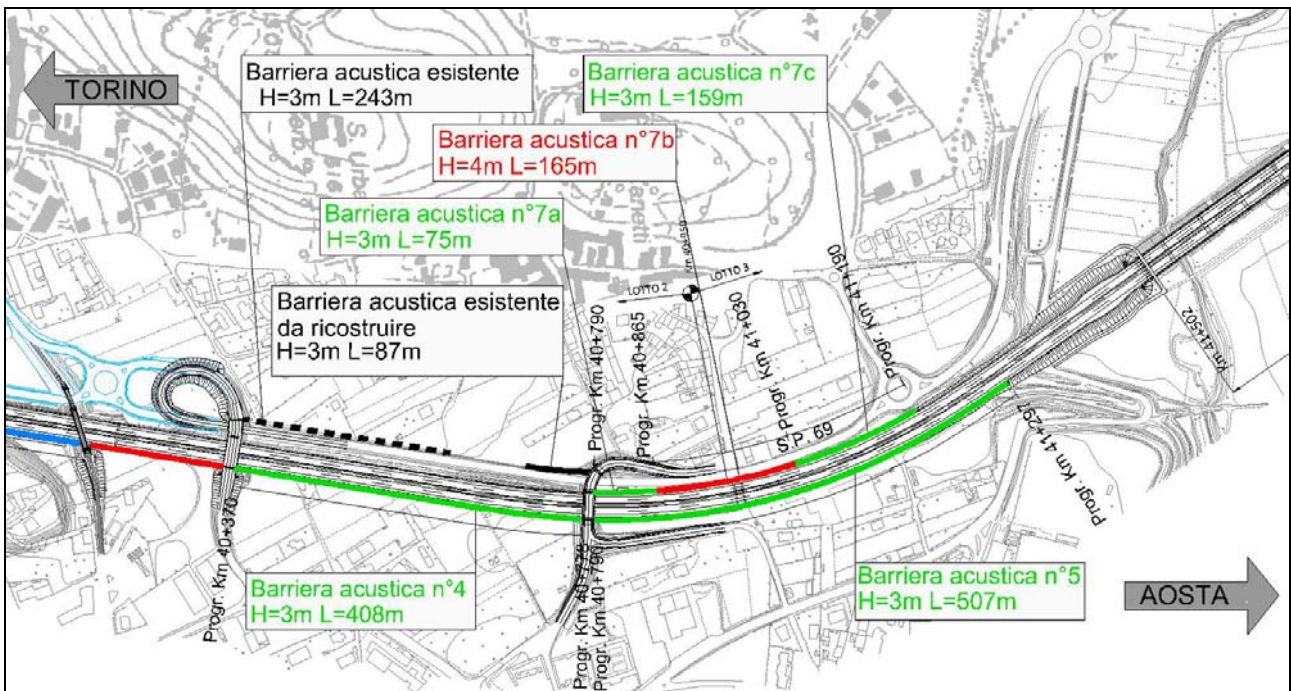 TORINO
Barriera acustica esistente
H=3m L=243m
Barriera acustica n°7c
H=3m L=159m
Barriera acustica n°7b
H=4m L=165m
Barriera acustica n°7a
H=3m L=75m
Barriera acustica esistente
da ricostruire
H=3m L=87m
LOTTO 2
LOTTO 3
Progr. Km 40+790
Progr. Km 40+865
Progr. Km 41+030
Progr. Km 41+190
Km 41+502
S.P. 69
Progr. Km 41+297
Progr. Km 40+370
Progr. Km 40+790
Barriera acustica n°4
H=3m L=408m
Barriera acustica n°5
H=3m L=507m
AOSTA